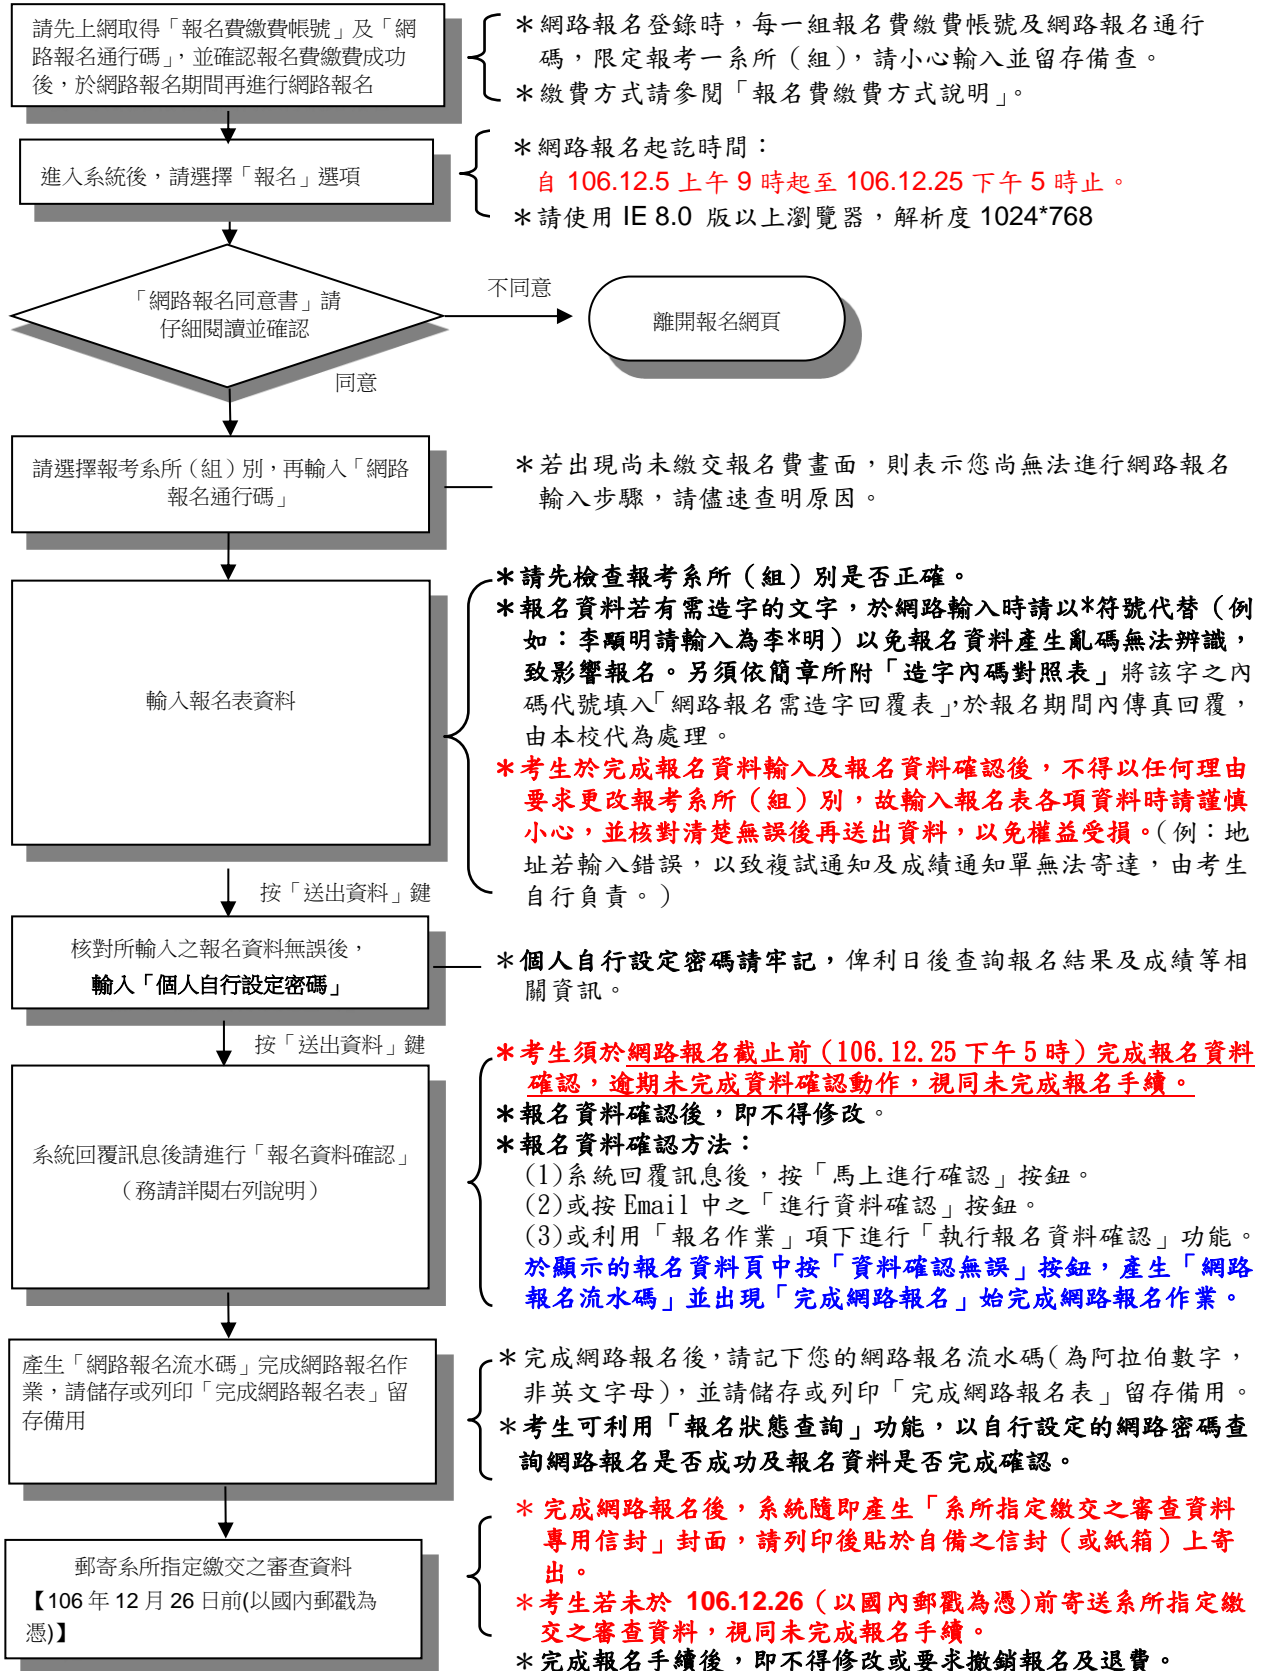 請先上網取得「報名費繳費帳號」及「網
路報名通行碼」，並確認報名費繳費成功
後，於網路報名期間再進行網路報名
＊網路報名登錄時，每一組報名費繳費帳號及網路報名通行
碼，限定報考一系所（組），請小心輸入並留存備查。
＊繳費方式請參閱「報名費繳費方式說明」。
進入系統後，請選擇「報名」選項
＊網路報名起訖時間：
自 106.12.5 上午 9 時起至 106.12.25 下午 5 時止。
＊請使用 IE 8.0 版以上瀏覽器，解析度 1024*768
「網路報名同意書」請
仔細閱讀並確認
不同意
離開報名網頁
同意
請選擇報考系所（組）別，再輸入「網路
報名通行碼」
＊若出現尚未繳交報名費畫面，則表示您尚無法進行網路報名
輸入步驟，請儘速查明原因。
輸入報名表資料
＊請先檢查報考系所（組）別是否正確。
＊報名資料若有需造字的文字，於網路輸入時請以*符號代替（例
如：李顯明請輸入為李*明）以免報名資料產生亂碼無法辨識，
致影響報名。另須依簡章所附「造字內碼對照表」將該字之內
碼代號填入「網路報名需造字回覆表」，於報名期間內傳真回覆，
由本校代為處理。
＊考生於完成報名資料輸入及報名資料確認後，不得以任何理由
要求更改報考系所（組）別，故輸入報名表各項資料時請謹慎
小心，並核對清楚無誤後再送出資料，以免權益受損。（例：地
址若輸入錯誤，以致複試通知及成績通知單無法寄達，由考生
自行負責。）
按「送出資料」鍵
核對所輸入之報名資料無誤後，
輸入「個人自行設定密碼」
＊個人自行設定密碼請牢記，俾利日後查詢報名結果及成績等相
關資訊。
按「送出資料」鍵
系統回覆訊息後請進行「報名資料確認」
（務請詳閱右列說明）
＊考生須於網路報名截止前（106.12.25 下午 5 時）完成報名資料
確認，逾期未完成資料確認動作，視同未完成報名手續。
＊報名資料確認後，即不得修改。
＊報名資料確認方法：
(1)系統回覆訊息後，按「馬上進行確認」按鈕。
(2)或按 Email 中之「進行資料確認」按鈕。
(3)或利用「報名作業」項下進行「執行報名資料確認」功能。
於顯示的報名資料頁中按「資料確認無誤」按鈕，產生「網路
報名流水碼」並出現「完成網路報名」始完成網路報名作業。
產生「網路報名流水碼」完成網路報名作
業，請儲存或列印「完成網路報名表」留
存備用
＊完成網路報名後，請記下您的網路報名流水碼(為阿拉伯數字，
非英文字母)，並請儲存或列印「完成網路報名表」留存備用。
＊考生可利用「報名狀態查詢」功能，以自行設定的網路密碼查
詢網路報名是否成功及報名資料是否完成確認。
郵寄系所指定繳交之審查資料
【106 年 12 月 26 日前(以國內郵戳為
憑)】
＊完成網路報名後，系統隨即產生「系所指定繳交之審查資料
專用信封」封面，請列印後貼於自備之信封（或紙箱）上寄
出。
＊考生若未於 106.12.26（以國內郵戳為憑)前寄送系所指定繳
交之審查資料，視同未完成報名手續。
＊完成報名手續後，即不得修改或要求撤銷報名及退費。